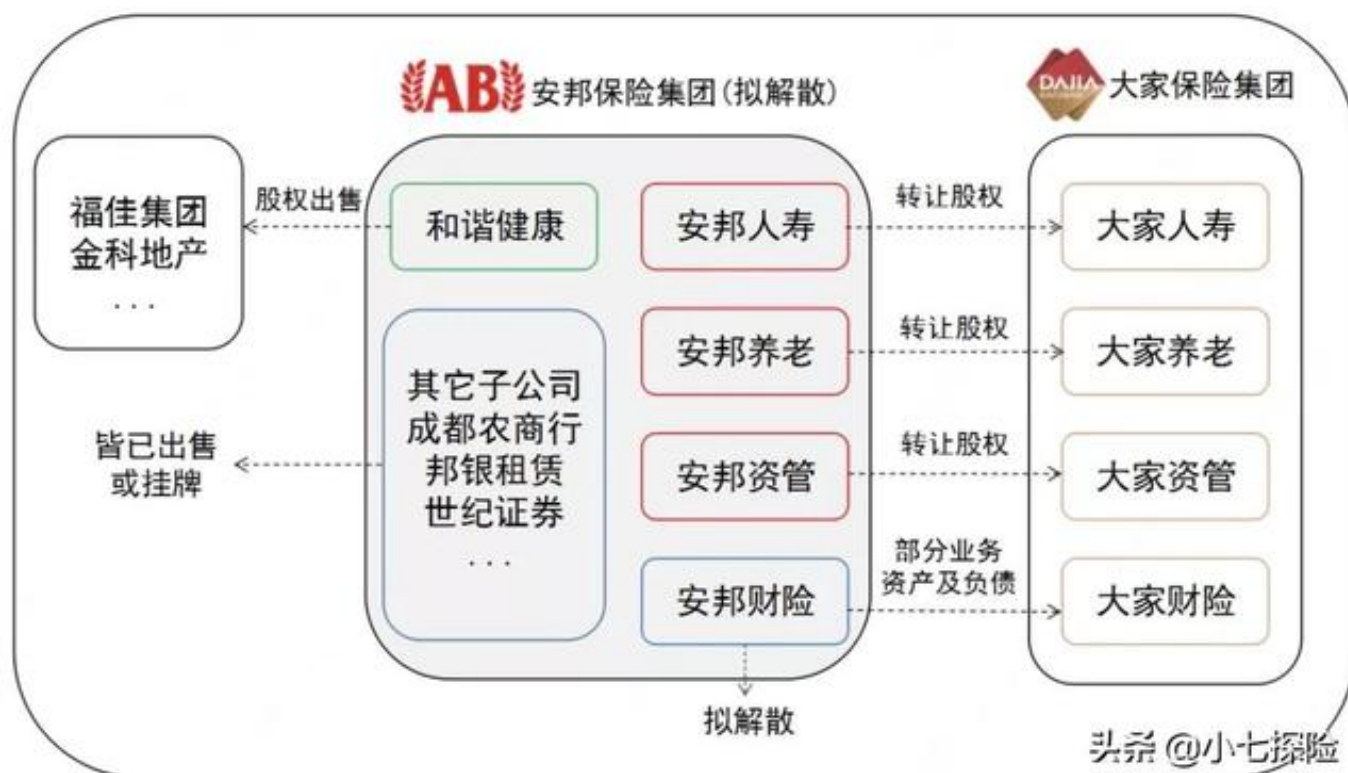 AB 安邦保险集团(拟解散)
DAJIA 大家保险集团
福佳集团
金科地产
...
股权出售
和谐健康
其它子公司
成都农商行
邦银租赁
世纪证券
...
皆已出售
或挂牌
安邦人寿
转让股权
大家人寿
安邦养老
转让股权
大家养老
安邦资管
转让股权
大家资管
安邦财险
部分业务
资产及负债
大家财险
拟解散
头条 @小七探险